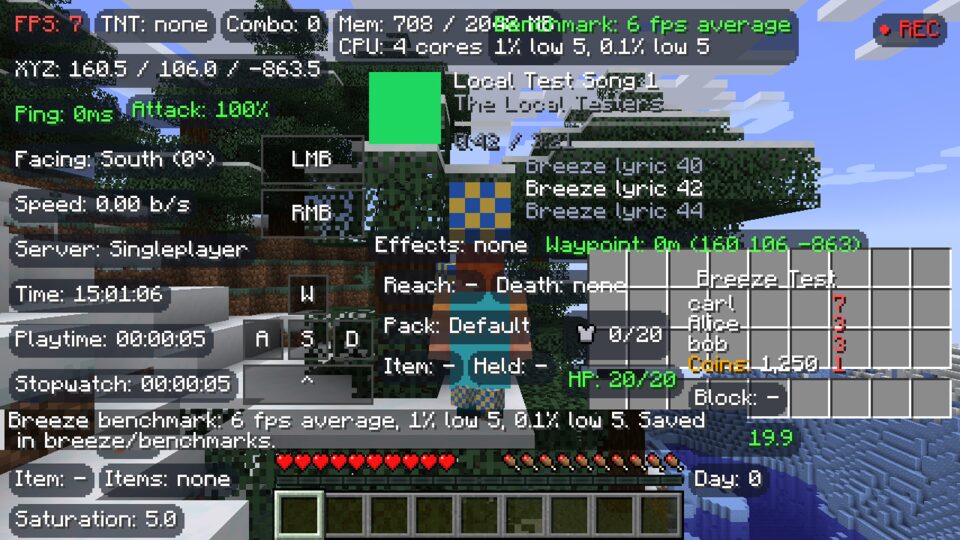 FPS: 7 TNT: none Combo: 0 Mem: 708 / 2048 MB Benchmark: 6 fps average REC
CPU: 4 cores 1% low 5, 0.1% low 5
XYZ: 160.5 / 106.0 / -863.5
Local Test Song 1
The Local Testers
Ping: 0ms Attack: 100%
0:42
Facing: South (0°) LMB
Breeze lyric 40
Breeze lyric 42
Speed: 0.00 b/s RMB
Breeze lyric 44
Server: Singleplayer Effects: none Waypoint: 0m (160 106 -863)
Breeze Test
Time: 15:01:06 W Reach: - Death: none
carl 7
Alice 3
Playtime: 00:00:05 A S D Pack: Default 0/20
bob 3
Coins: 1,250 1
Item: - Held: -
Stopwatch: 00:00:05 ^ HP: 20/20
Block: -
Breeze benchmark: 6 fps average, 1% low 5, 0.1% low 5. Saved
in breeze/benchmarks.
19.9
Item: - Items: none Day: 0
Saturation: 5.0